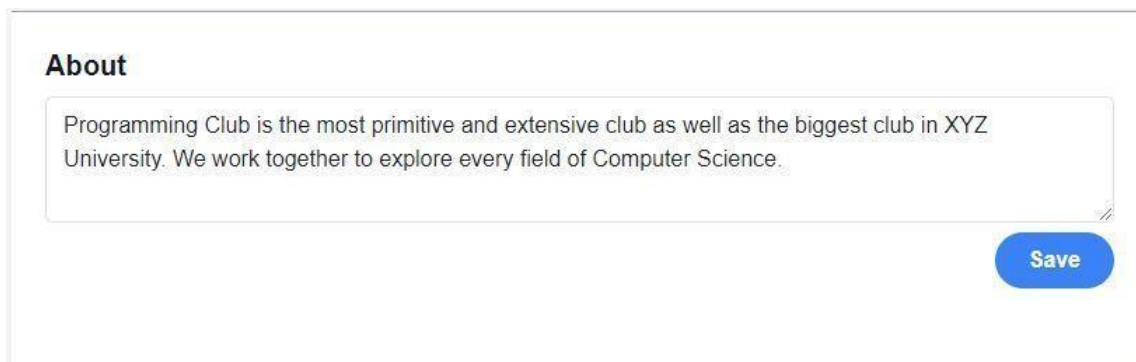 About
Programming Club is the most primitive and extensive club as well as the biggest club in XYZ
University. We work together to explore every field of Computer Science.
Save